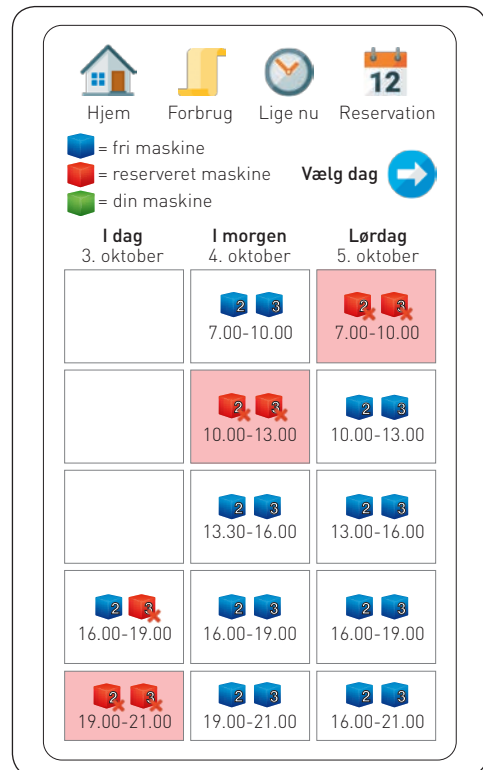 12
Hjem Forbrug Lige nu Reservation
= fri maskine
= reserveret maskine Vælg dag
= din maskine
I dag I morgen Lørdag
3. oktober 4. oktober 5. oktober
2 3 2 3
7.00-10.00 7.00-10.00
2 3 2 3
10.00-13.00 10.00-13.00
2 3 2 3
13.30-16.00 13.00-16.00
2 3 2 3 2 3
16.00-19.00 16.00-19.00 16.00-19.00
2 3 2 3 2 3
19.00-21.00 19.00-21.00 16.00-21.00